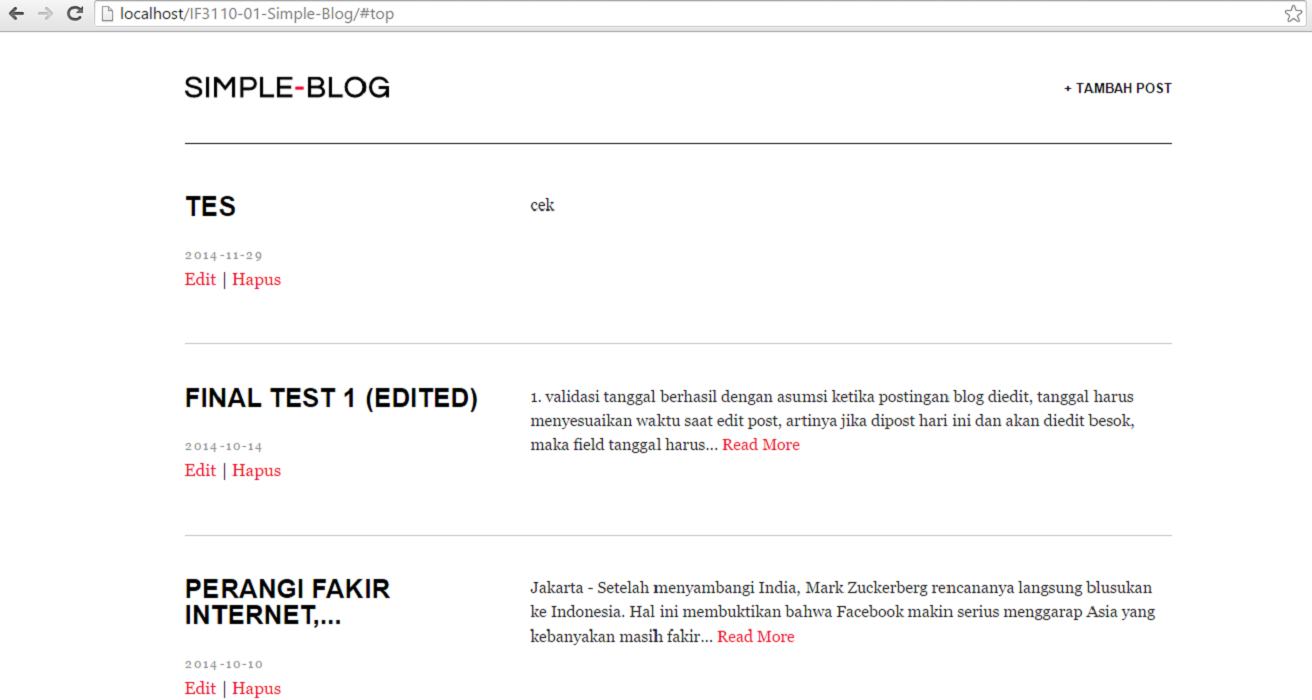 localhost/IF3110-01-Simple-Blog/#top
SIMPLE-BLOG
+ TAMBAH POST
TES
cek
2014-11-29
Edit | Hapus
FINAL TEST 1 (EDITED)
1. validasi tanggal berhasil dengan asumsi ketika postingan blog diedit, tanggal harus
menyesuaikan waktu saat edit post, artinya jika dipost hari ini dan akan diedit besok,
maka field tanggal harus... Read More
2014-10-14
Edit | Hapus
PERANGI FAKIR
INTERNET,...
Jakarta - Setelah menyambangi India, Mark Zuckerberg rencananya langsung blusukan
ke Indonesia. Hal ini membuktikan bahwa Facebook makin serius menggarap Asia yang
kebanyakan masih fakir... Read More
2014-10-10
Edit | Hapus